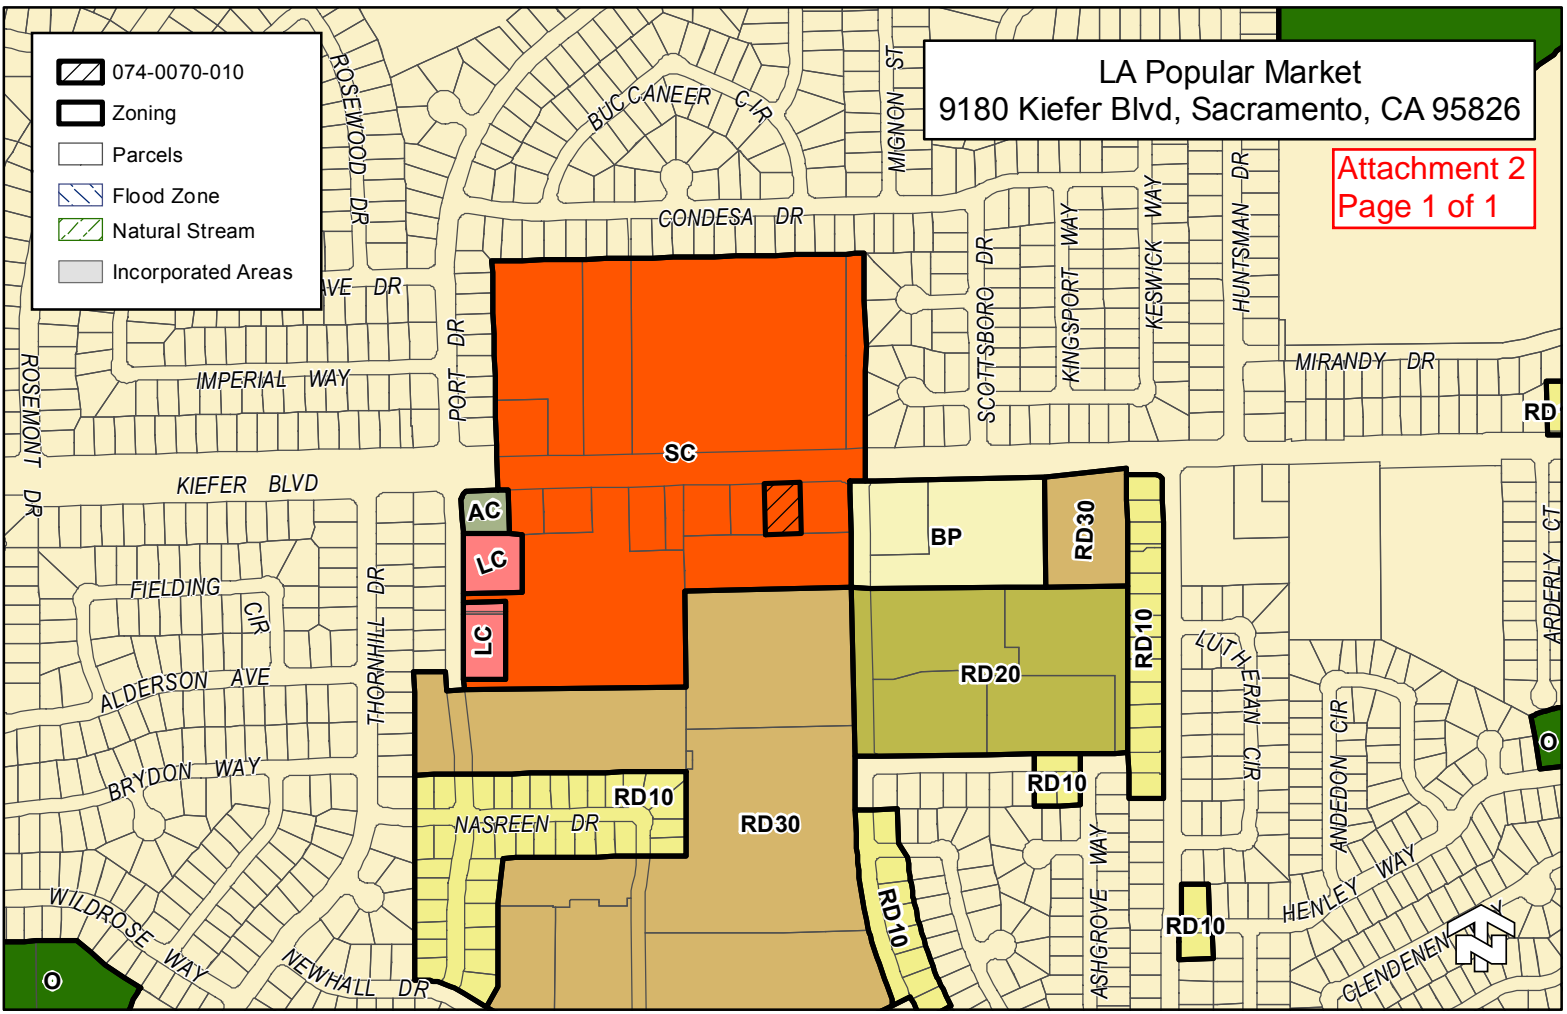 074-0070-010
Zoning
Parcels
Flood Zone
Natural Stream
Incorporated Areas
LA Popular Market
9180 Kiefer Blvd, Sacramento, CA 95826
Attachment 2
Page 1 of 1
ROSEWOOD DR
BUCCANEER CIR
MIGNON ST
CONDESA DR
AVE DR
PORT DR
IMPERIAL WAY
ROSEMONT DR
KIEFER BLVD
SCOTTSBORO DR
KINGSPORT WAY
KESWICK WAY
HUNTSMAN DR
MIRANDY DR
RD
SC
AC
LC
LC
BP
RD30
RD10
RD20
FIELDING CIR
THORNHILL DR
ALDERSON AVE
BRYDON WAY
RD10
NASREEN DR
RD30
RD10
RD10
LUTHERAN CIR
ARDERLY CT
ANDEDON CIR
O
ASHGROVE WAY
RD10
HENLEY WAY
CLENDENEN
Y
N
WILDROSE WAY
NEWHALL DR
O